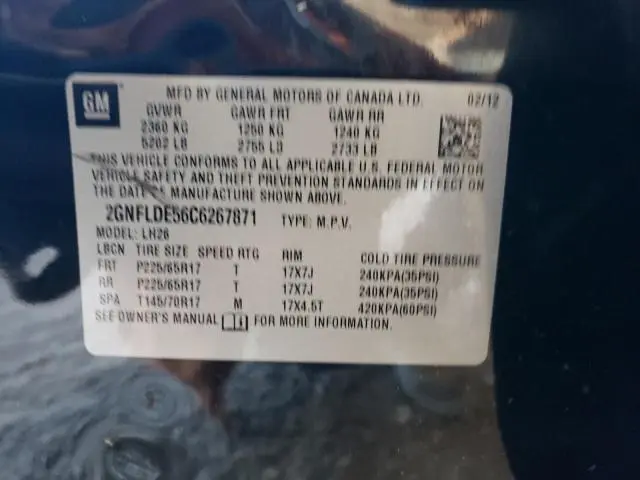 GM
MFD BY GENERAL MOTORS OF CANADA LTD. 02/12
GVWR GAWR FRT GAWR RR
2360 KG 1250 KG 1240 KG
5202 LB 2755 LB 2733 LB
THIS VEHICLE CONFORMS TO ALL APPLICABLE U.S. FEDERAL MOTOR
VEHICLE SAFETY AND THEFT PREVENTION STANDARDS IN EFFECT ON
THE DATE OF MANUFACTURE SHOWN ABOVE.
2GNFLDE56C6267871 TYPE: M.P.V.
MODEL: LH26
LBCN TIRE SIZE SPEED RTG RIM COLD TIRE PRESSURE
FRT P225/65R17 T 17X7J 240KPA(35PSI)
RR P225/65R17 T 17X7J 240KPA(35PSI)
SPA T145/70R17 M 17X4.5T 420KPA(60PSI)
SEE OWNER'S MANUAL FOR MORE INFORMATION.